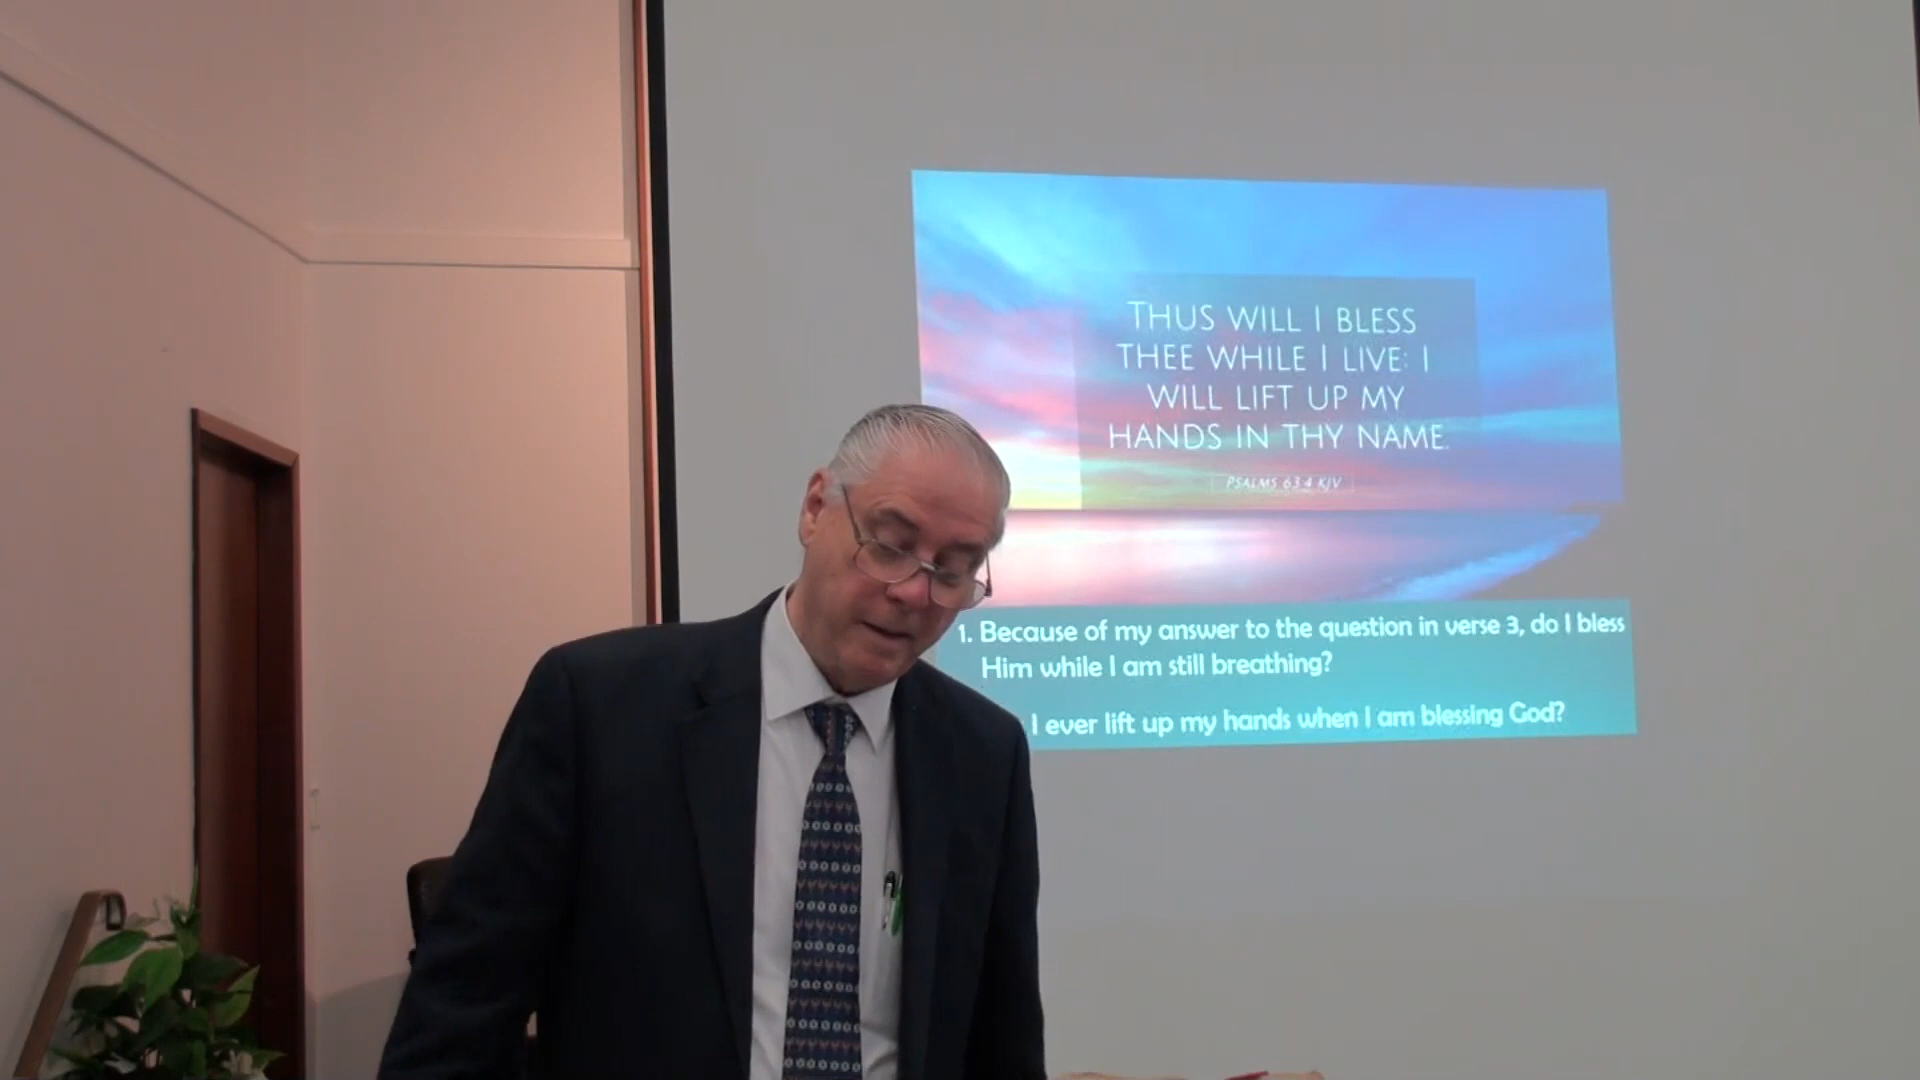 THUS WILL I BLESS
THEE WHILE I LIVE: I
WILL LIFT UP MY
HANDS IN THY NAME.
PSALMS 63:4 KJV
1. Because of my answer to the question in verse 3, do I bless
Him while I am still breathing?
I ever lift up my hands when I am blessing God?